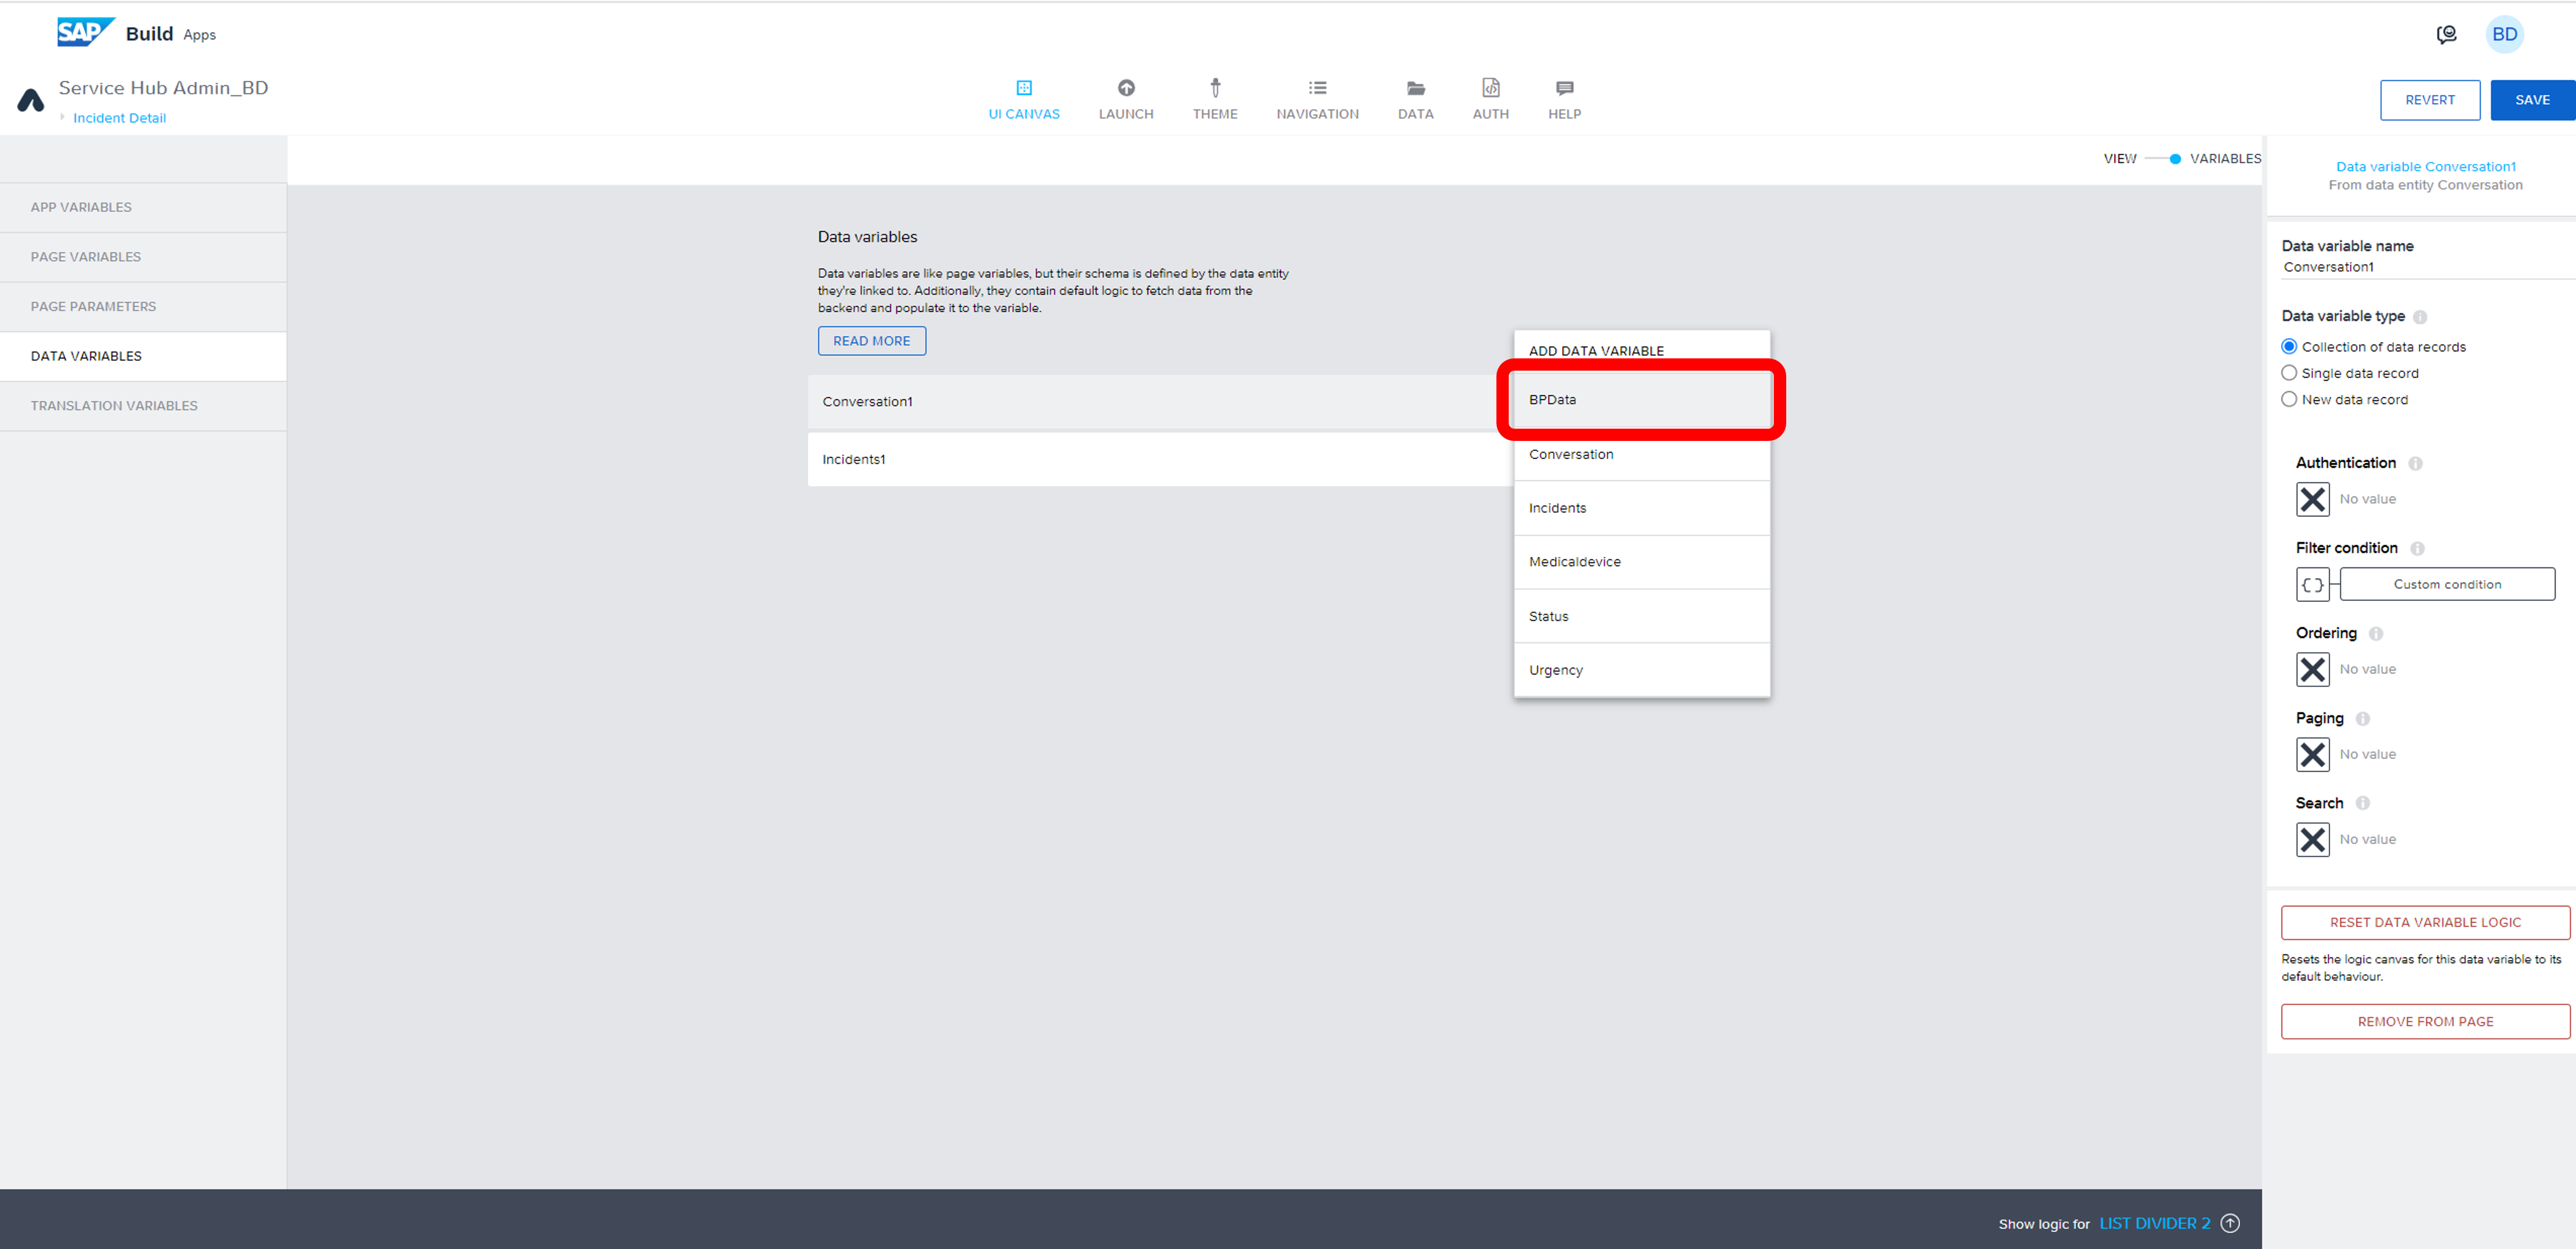 SAP Build Apps
BD
Service Hub Admin_BD
Incident Detail
UI CANVAS
LAUNCH
THEME
NAVIGATION
DATA
AUTH
HELP
REVERT
SAVE
VIEW
VARIABLES
APP VARIABLES
PAGE VARIABLES
PAGE PARAMETERS
DATA VARIABLES
TRANSLATION VARIABLES
Data variables
Data variables are like page variables, but their schema is defined by the data entity
they're linked to. Additionally, they contain default logic to fetch data from the
backend and populate it to the variable.
READ MORE
Conversation1
Incidents1
ADD DATA VARIABLE
BPData
Conversation
Incidents
Medicaldevice
Status
Urgency
Data variable Conversation1
From data entity Conversation
Data variable name
Conversation1
Data variable type
Collection of data records
Single data record
New data record
Authentication
No value
Filter condition
Custom condition
Ordering
No value
Paging
No value
Search
No value
RESET DATA VARIABLE LOGIC
Resets the logic canvas for this data variable to its
default behaviour.
REMOVE FROM PAGE
Show logic for LIST DIVIDER 2